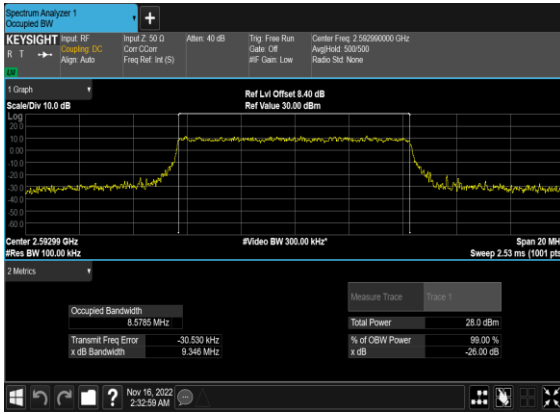 Spectrum Analyzer 1
Occupied BW
KEYSIGHT
R T
LXI
Input: RF
Coupling: DC
Align: Auto
Input Z: 50 Ω
Corr CCorr
Freq Ref: Int (S)
Atten: 40 dB
Trig: Free Run
Gate: Off
#IF Gain: Low
Center Freq: 2.592990000 GHz
Avg|Hold: 500/500
Radio Std: None
1 Graph
Scale/Div 10.0 dB
Ref Lvl Offset 8.40 dB
Ref Value 30.00 dBm
Log
20.0
10.0
0.00
-10.0
-20.0
-30.0
-40.0
-50.0
-60.0
Center 2.59299 GHz
#Res BW 100.00 kHz
#Video BW 300.00 kHz*
Span 20 MH
Sweep 2.53 ms (1001 pts
2 Metrics
Measure Trace
Trace 1
Occupied Bandwidth
8.5785 MHz
Total Power
28.0 dBm
Transmit Freq Error
-30.530 kHz
% of OBW Power
99.00 %
x dB Bandwidth
9.346 MHz
x dB
-26.00 dB
?
Nov 16, 2022
2:32:59 AM